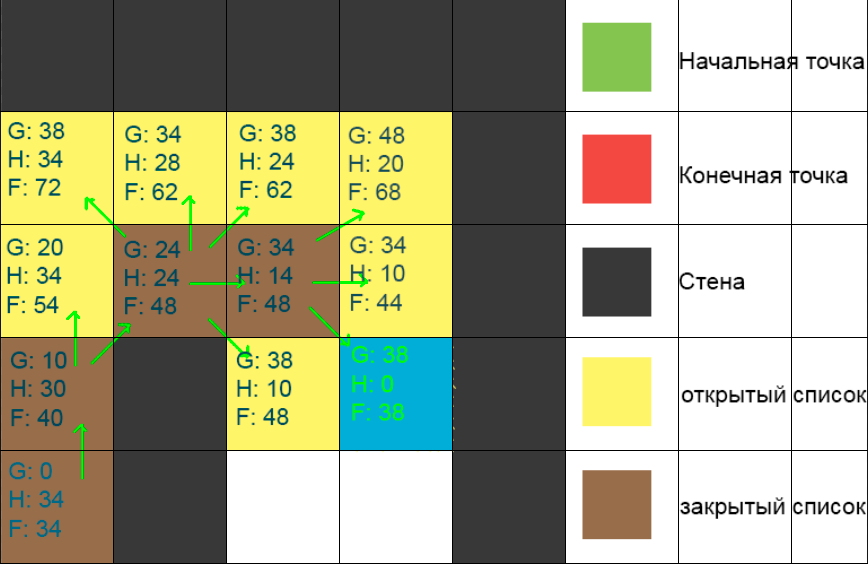 Начальная точка
G: 38
H: 34
F: 72
G: 34
H: 28
F: 62
G: 38
H: 24
F: 62
G: 48
H: 20
F: 68
Конечная точка
G: 20
H: 34
F: 54
G: 24
H: 24
F: 48
G: 34
H: 14
F: 48
G: 34
H: 10
F: 44
Стена
G: 10
H: 30
F: 40
G: 38
H: 10
F: 48
G: 38
H: 0
F: 38
открытый список
G: 0
H: 34
F: 34
закрытый список